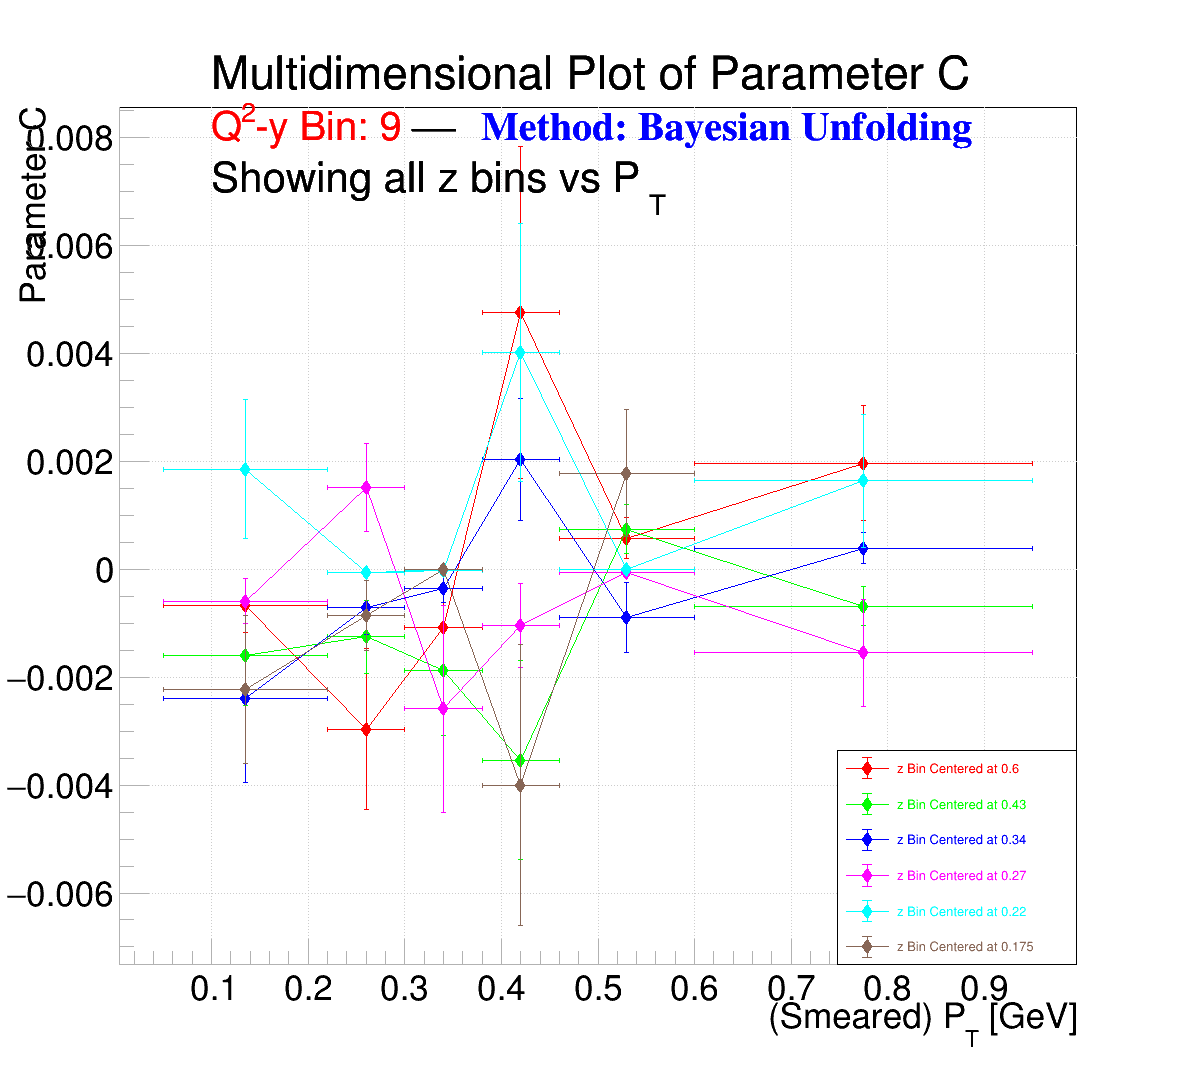 Multidimensional Plot of Parameter C
Q²-y Bin: 9 — Method: Bayesian Unfolding
Showing all z bins vs P_T
Parameter C
0.008
0.006
0.004
0.002
0
−0.002
−0.004
−0.006
z Bin Centered at 0.6
z Bin Centered at 0.43
z Bin Centered at 0.34
z Bin Centered at 0.27
z Bin Centered at 0.22
z Bin Centered at 0.175
0.1 0.2 0.3 0.4 0.5 0.6 0.7 0.8 0.9
(Smeared) P_T [GeV]